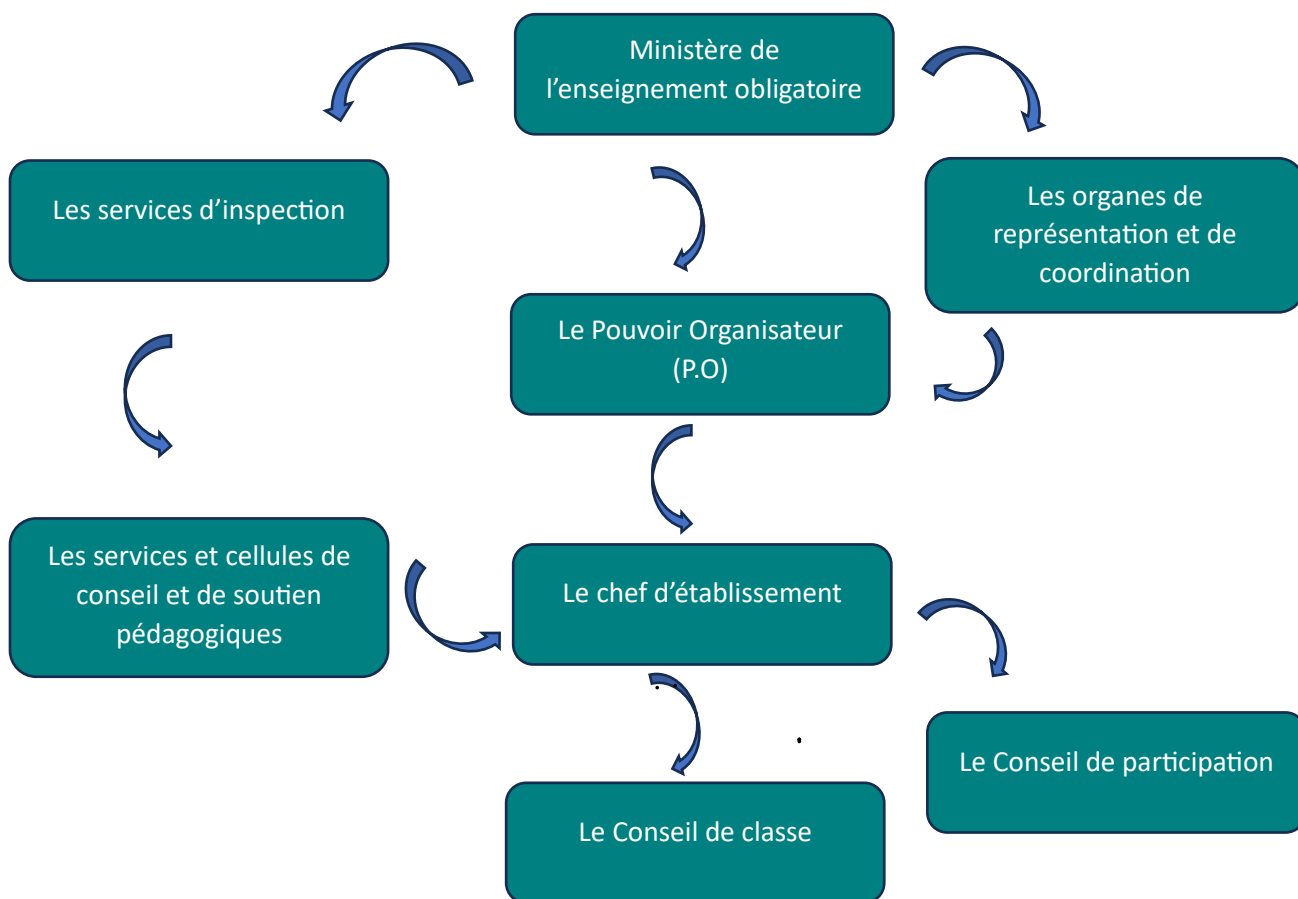 Ministère de
l'enseignement obligatoire
Les services d'inspection
Les organes de
représentation et de
coordination
Le Pouvoir Organisateur
(P.O)
Les services et cellules de
conseil et de soutien
pédagogiques
Le chef d'établissement
Le Conseil de participation
Le Conseil de classe